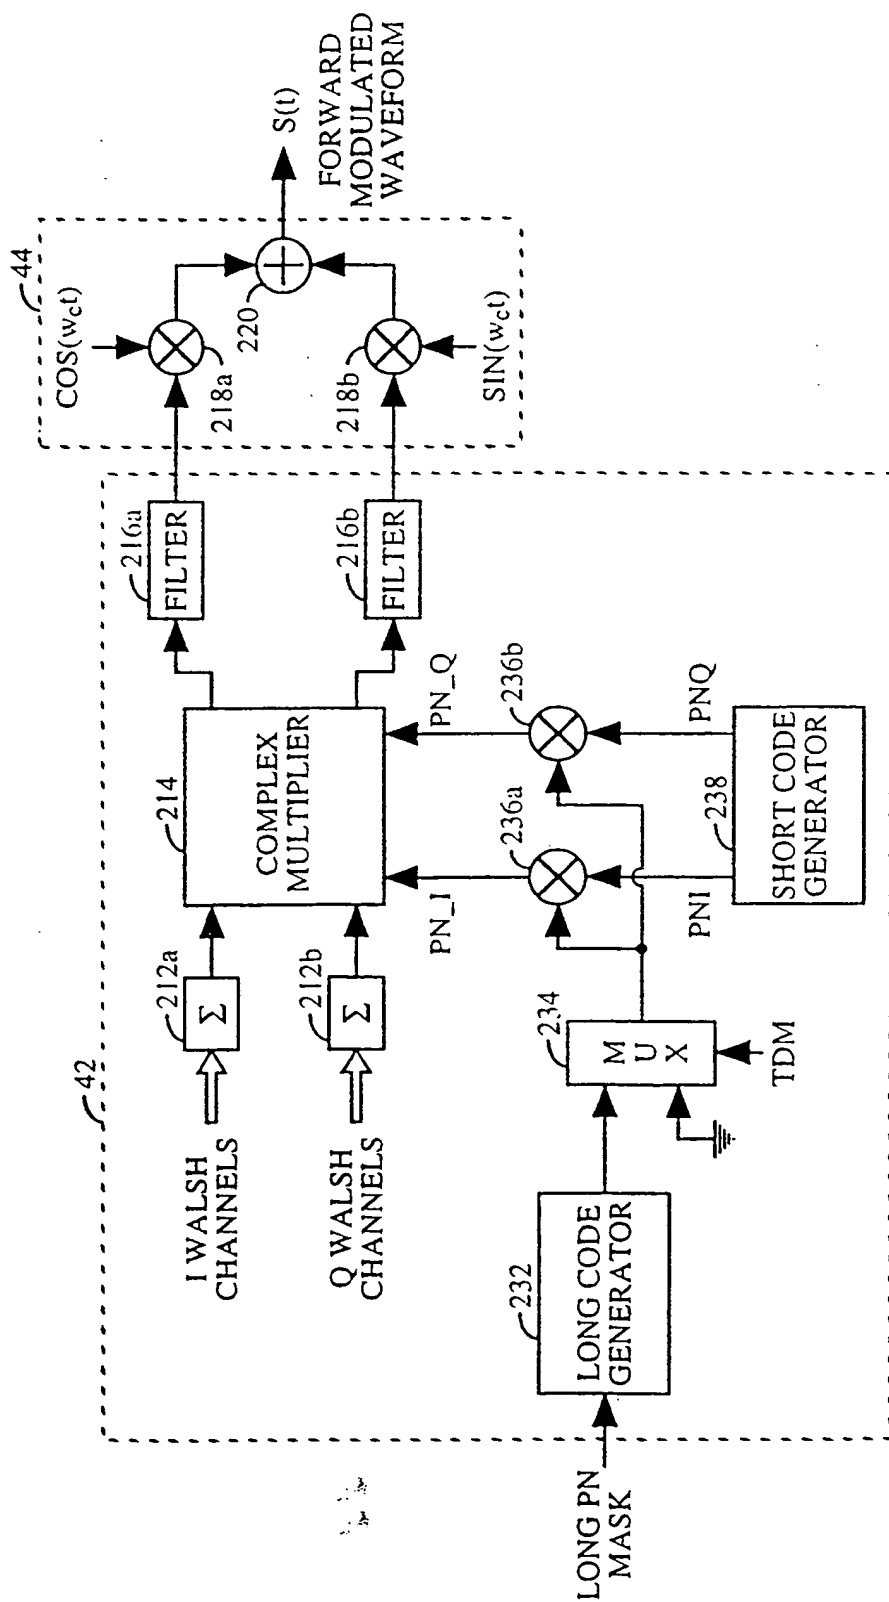 42
44
I WALSH
CHANNELS
212a
Σ
Q WALSH
CHANNELS
212b
Σ
214
COMPLEX
MULTIPLIER
216a
FILTER
216b
FILTER
COS(wct)
218a
218b
SIN(wct)
220
S(t)
FORWARD
MODULATED
WAVEFORM
PN_I
PN_Q
236a
236b
LONG PN
MASK
232
LONG CODE
GENERATOR
234
M
U
X
TDM
PNI
PNQ
238
SHORT CODE
GENERATOR